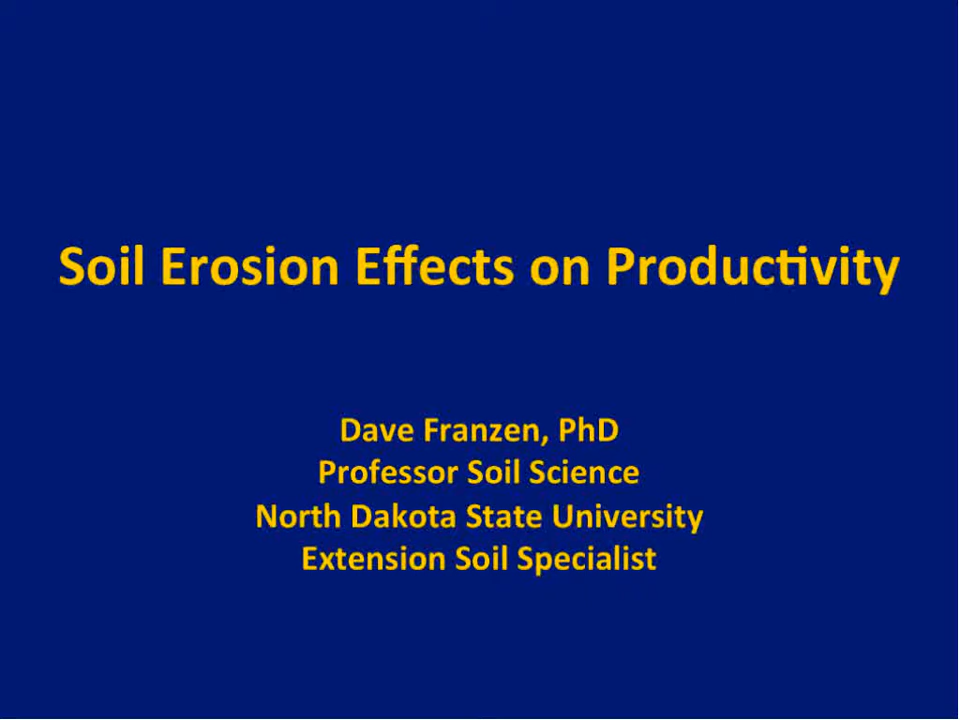 Soil Erosion Effects on Productivity
Dave Franzen, PhD
Professor Soil Science
North Dakota State University
Extension Soil Specialist